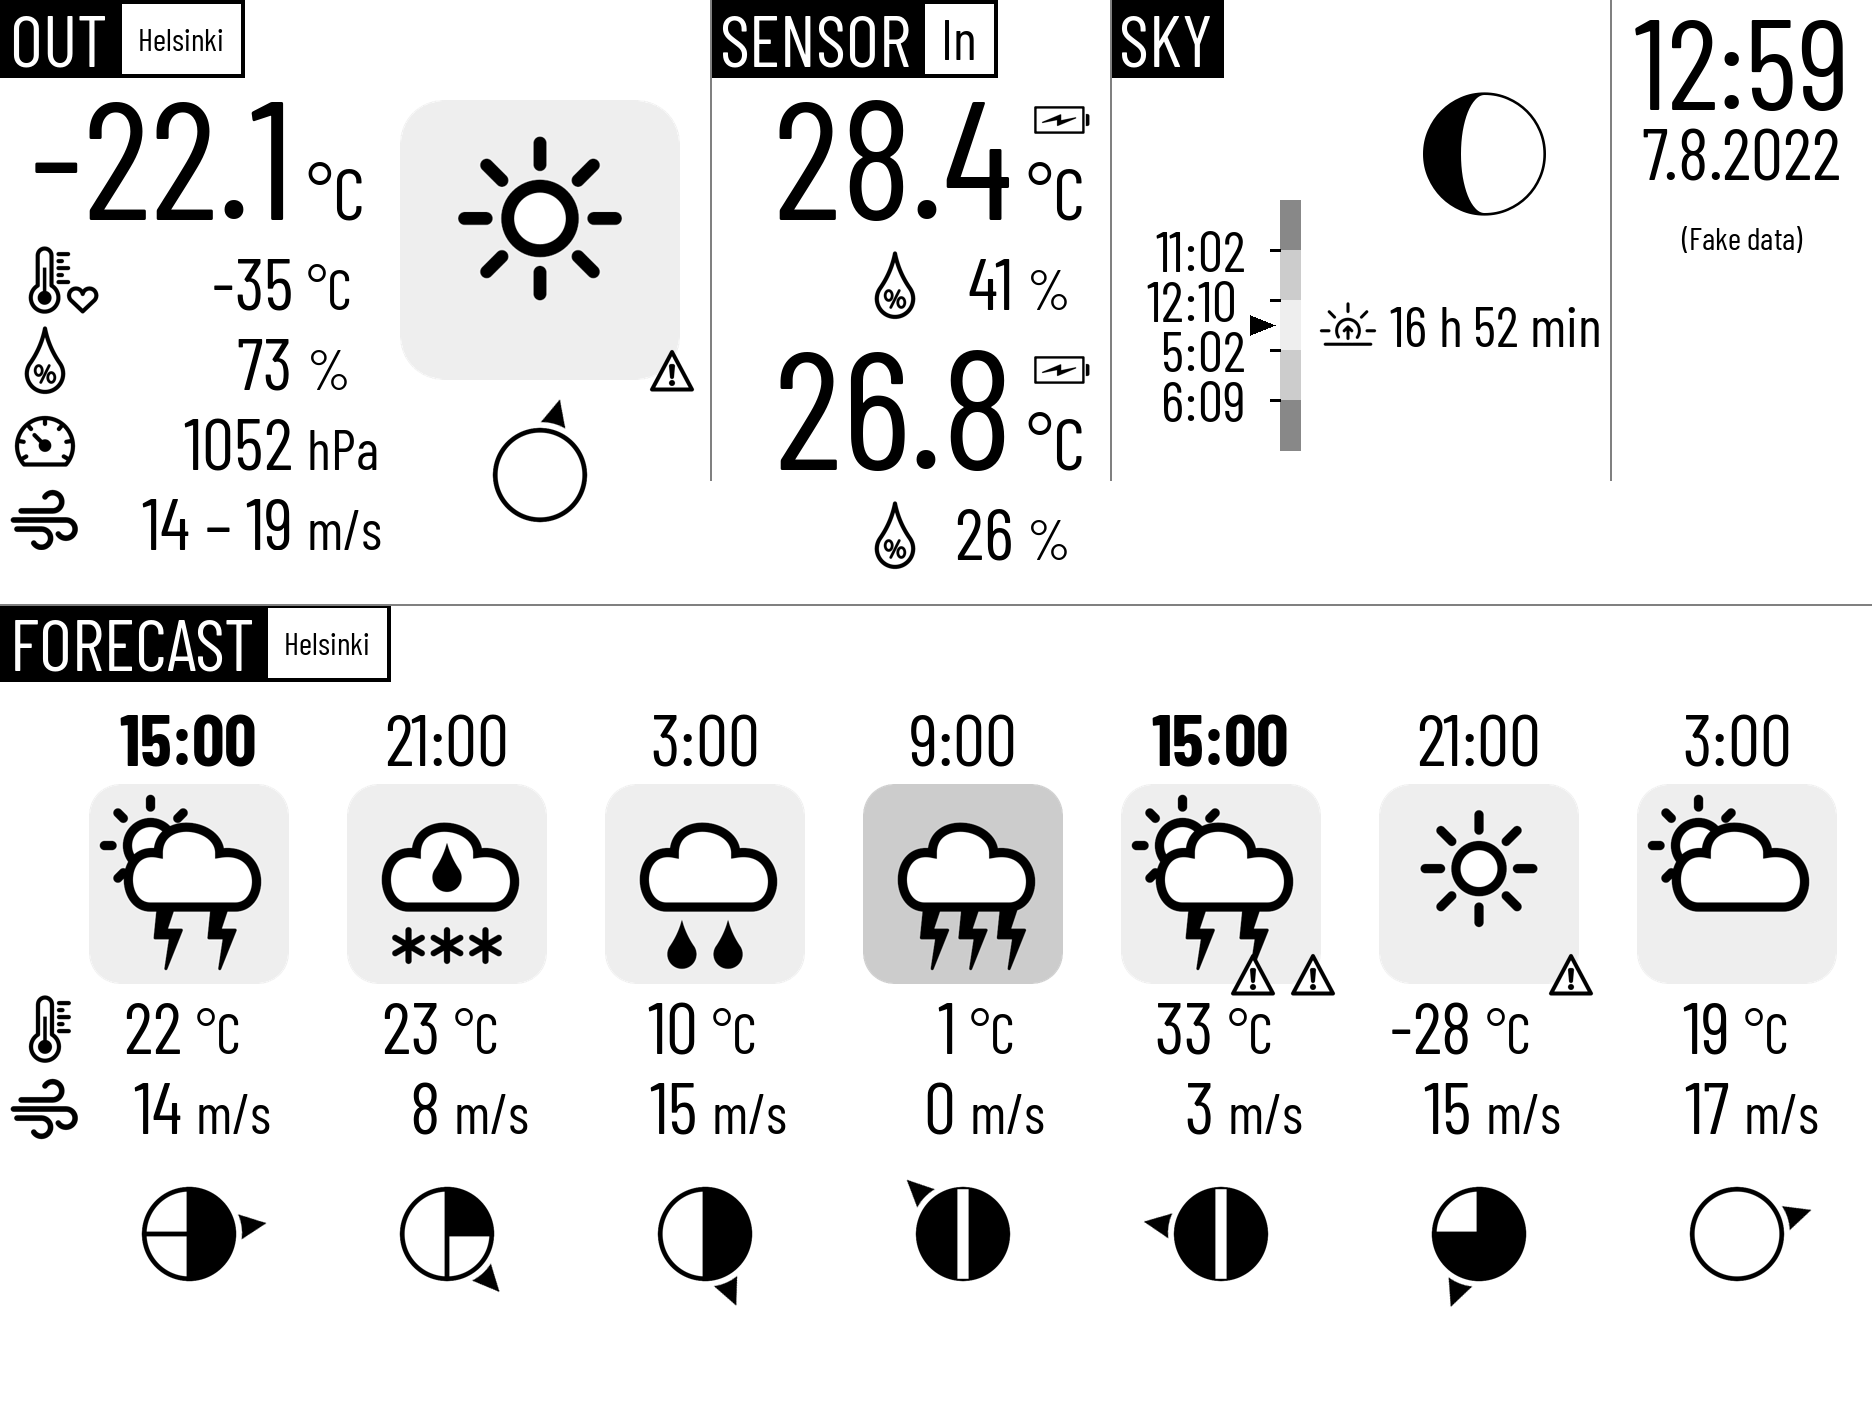 OUT Helsinki
-22.1 °C
-35 °C
% 73 %
1052 hPa
14 – 19 m/s
SENSOR In
28.4 °C
% 41 %
26.8 °C
% 26 %
SKY
11:02
12:10
5:02
6:09
16 h 52 min
12:59
7.8.2022
(Fake data)
FORECAST Helsinki
15:00 21:00 3:00 9:00 15:00 21:00 3:00
22 °C 23 °C 10 °C 1 °C 33 °C -28 °C 19 °C
14 m/s 8 m/s 15 m/s 0 m/s 3 m/s 15 m/s 17 m/s